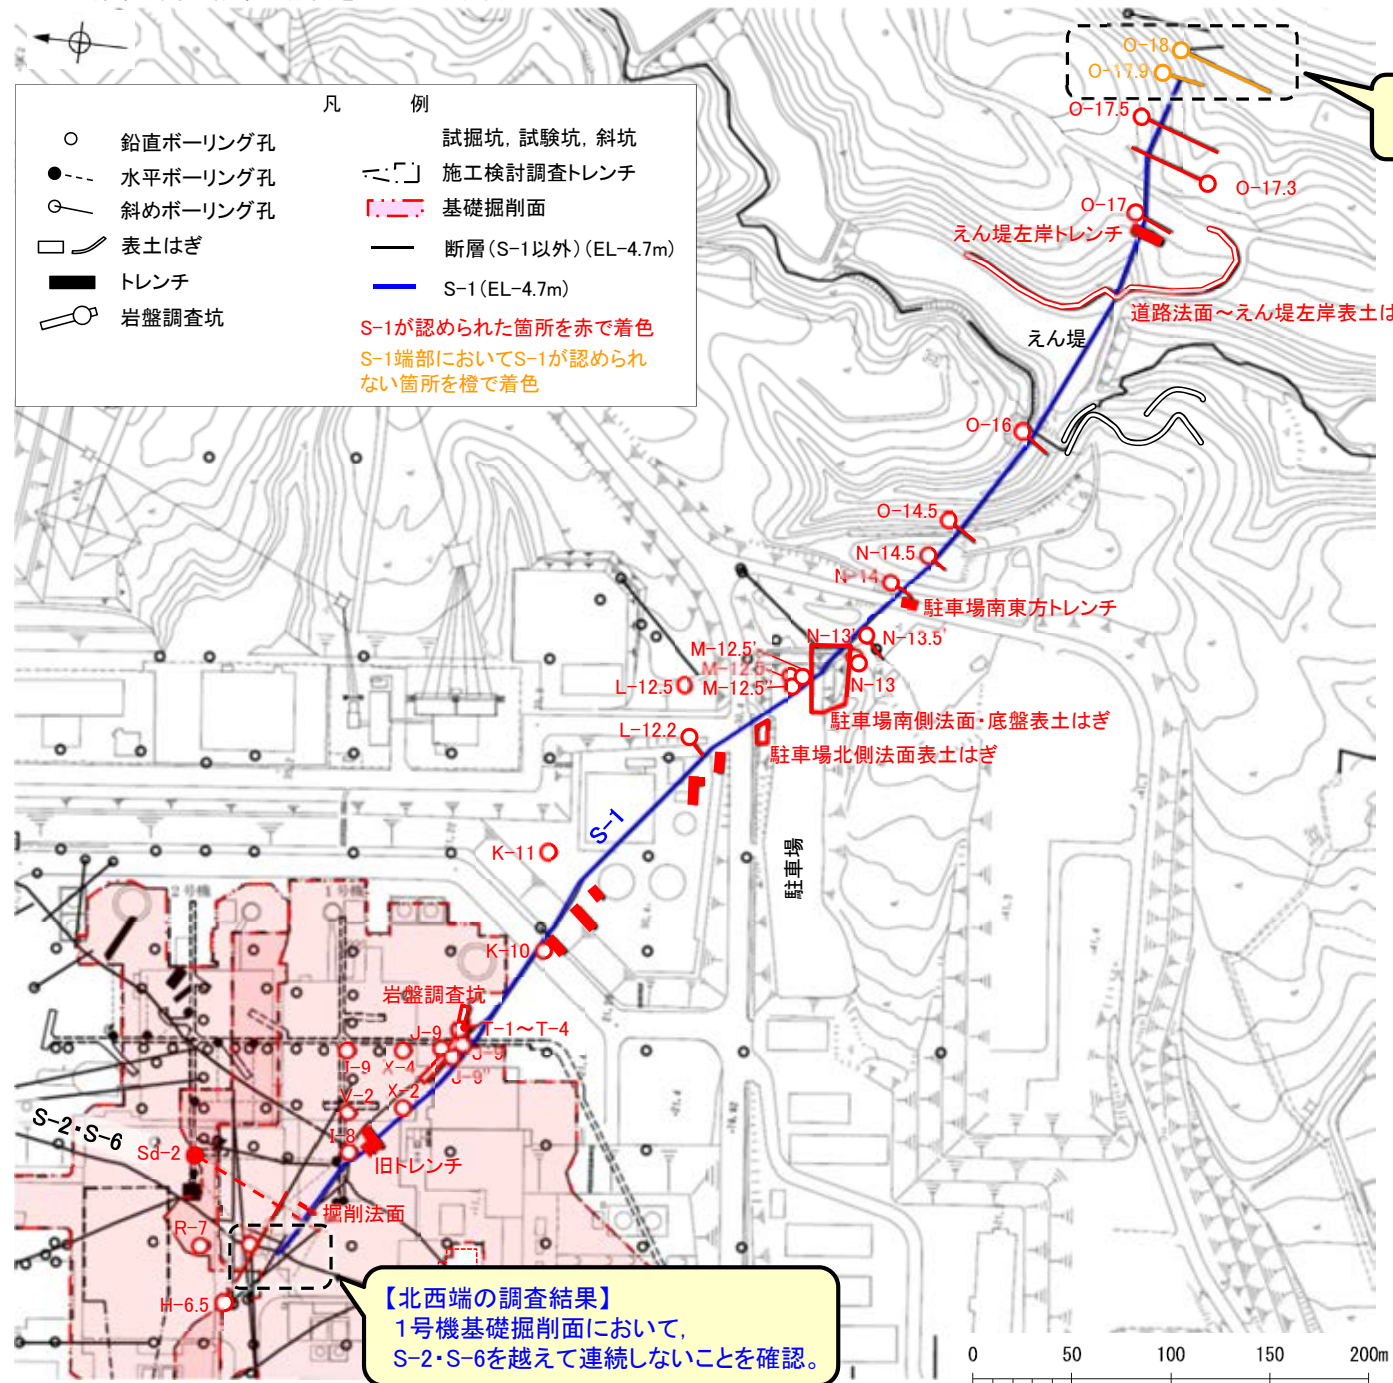 凡 例
鉛直ボーリング孔
水平ボーリング孔
斜めボーリング孔
表土はぎ
トレンチ
岩盤調査坑
試掘坑, 試験坑, 斜坑
施工検討調査トレンチ
基礎掘削面
断層(S-1以外)(EL-4.7m)
S-1(EL-4.7m)
S-1が認められた箇所を赤で着色
S-1端部においてS-1が認められ
ない箇所を橙で着色
O-18
O-17.9
O-17.5
O-17.3
O-17
えん堤左岸トレンチ
道路法面～えん堤左岸表土は
えん堤
O-16
O-14.5
N-14.5
N-14
駐車場南東方トレンチ
N-13'
N-13.5'
M-12.5'
M-12.5
M-12.5"
N-13
L-12.5
駐車場南側法面・底盤表土はぎ
L-12.2
駐車場北側法面表土はぎ
S-1
駐車場
K-11
2号機
1号機
K-10
岩盤調査坑
T-1～T-4
J-9
J-9'
J-9"
I-9
X-4
X-2
V-2
I-8
旧トレンチ
S-2・S-6
Sd-2
掘削法面
R-7
H-6.5
【北西端の調査結果】
1号機基礎掘削面において,
S-2・S-6を越えて連続しないことを確認。
0 50 100 150 200m